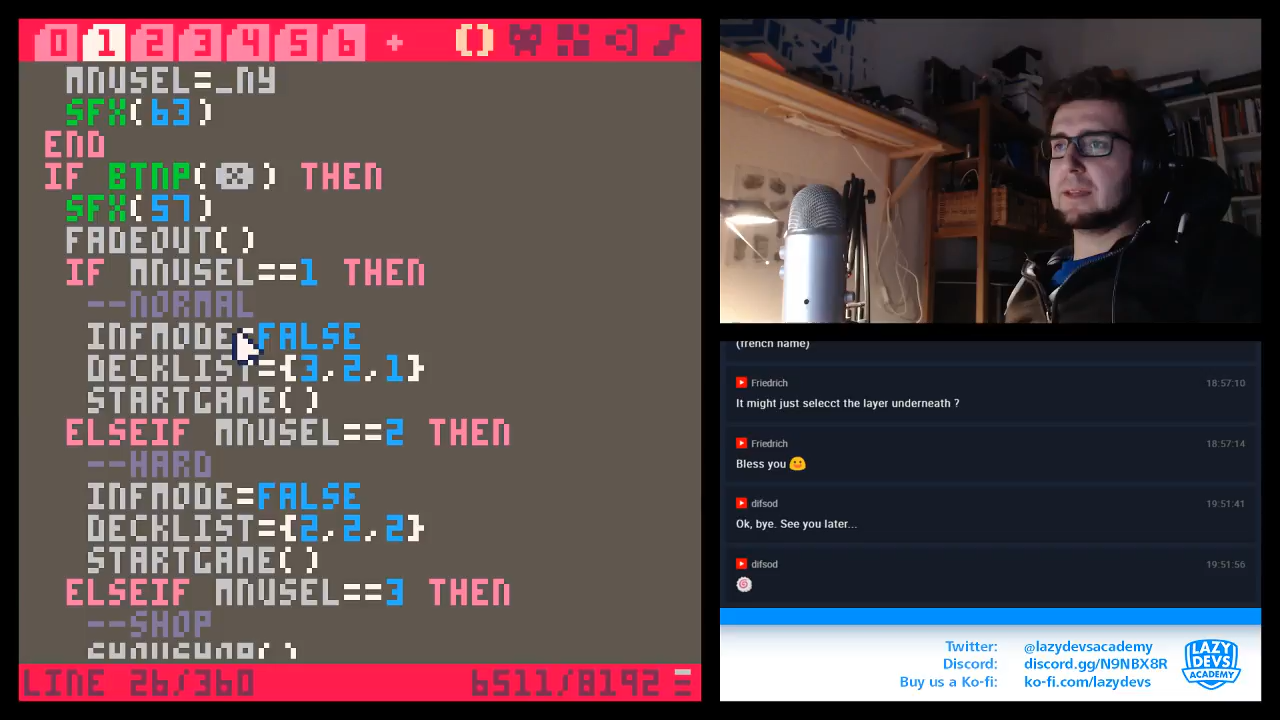 0 1 2 3 4 5 6 +
MNUSEL=_NY
SFX(63)
END
IF BTNP(❎) THEN
SFX(57)
FADEOUT()
IF MNUSEL==1 THEN
--NORMAL
INFMODE=FALSE
DECKLIST={3,2,1}
STARTGAME()
ELSEIF MNUSEL==2 THEN
--HARD
INFMODE=FALSE
DECKLIST={2,2,2}
STARTGAME()
ELSEIF MNUSEL==3 THEN
--SHOP
LINE 26/360 6511/8192
(french name)
Friedrich 18:57:10
It might just selecct the layer underneath ?
Friedrich 18:57:14
Bless you
difsod 19:51:41
Ok, bye. See you later...
difsod 19:51:56
Twitter: @lazydevsacademy
Discord: discord.gg/N9NBX8R
Buy us a Ko-fi: ko-fi.com/lazydevs
LAZY
DEVS
ACADEMY